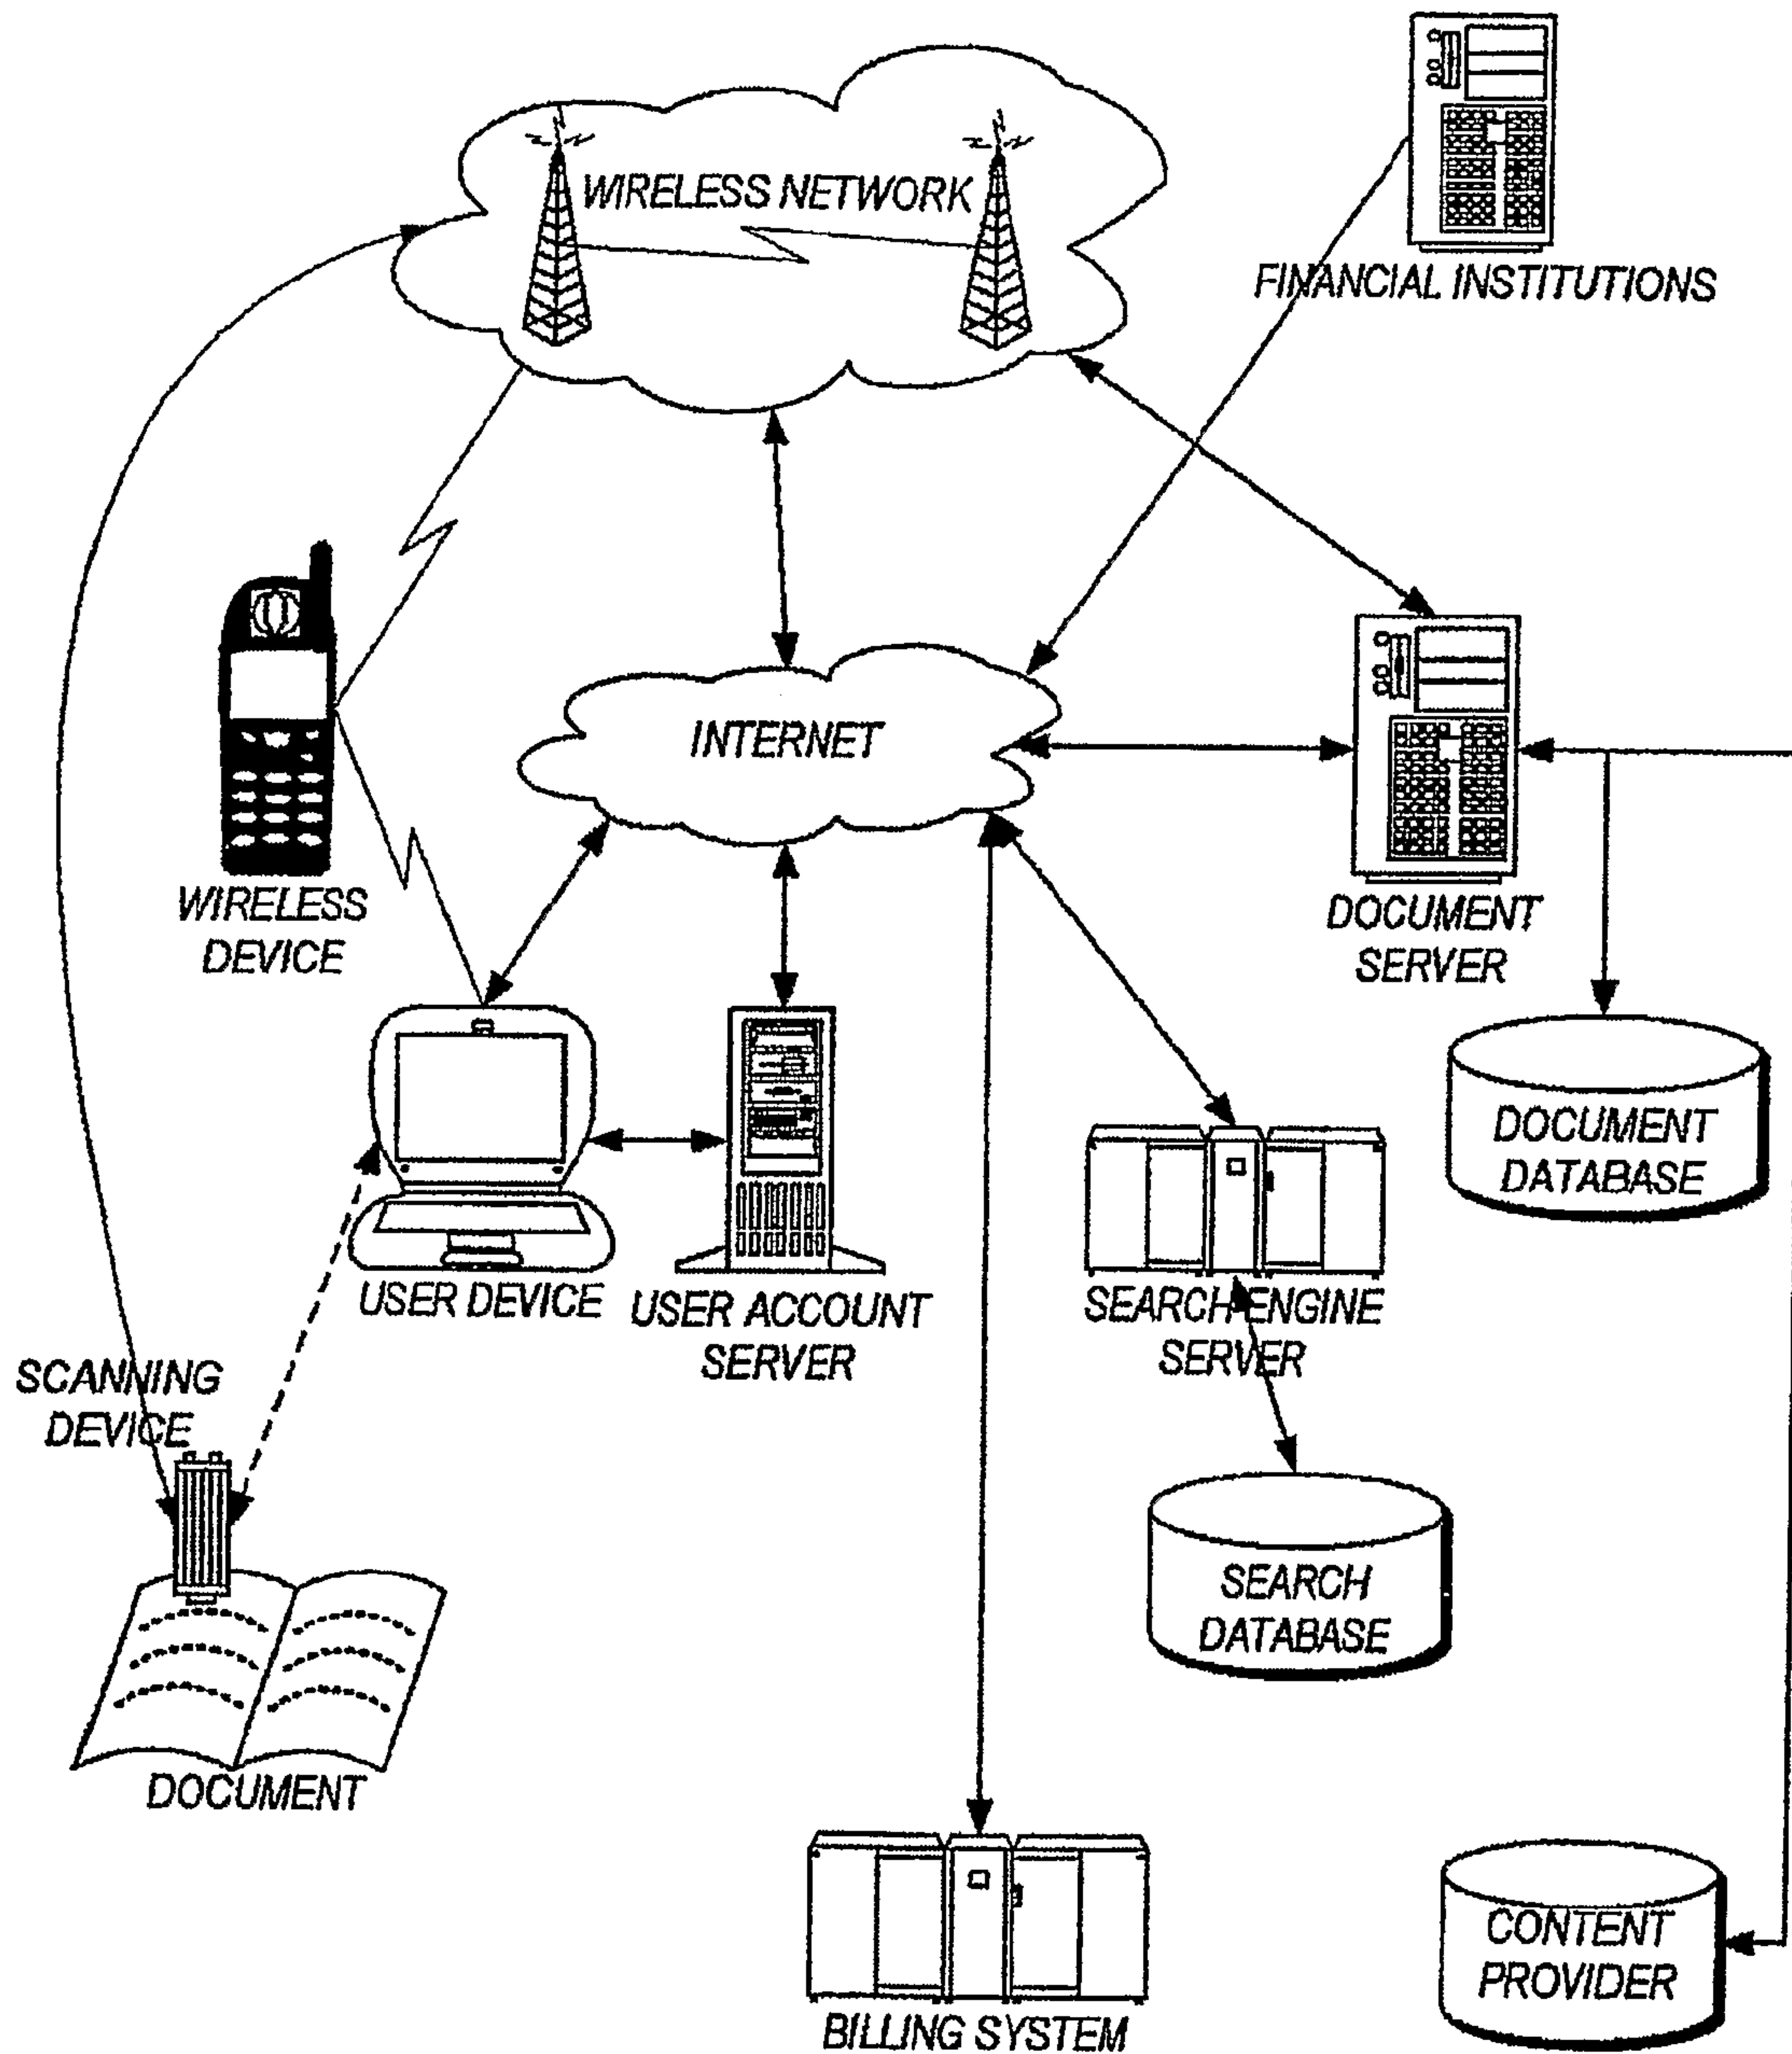 WIRELESS NETWORK
FINANCIAL INSTITUTIONS
INTERNET
WIRELESS
DEVICE
DOCUMENT
SERVER
DOCUMENT
DATABASE
USER DEVICE
USER ACCOUNT
SERVER
SEARCH ENGINE
SERVER
SCANNING
DEVICE
SEARCH
DATABASE
DOCUMENT
CONTENT
PROVIDER
BILLING SYSTEM